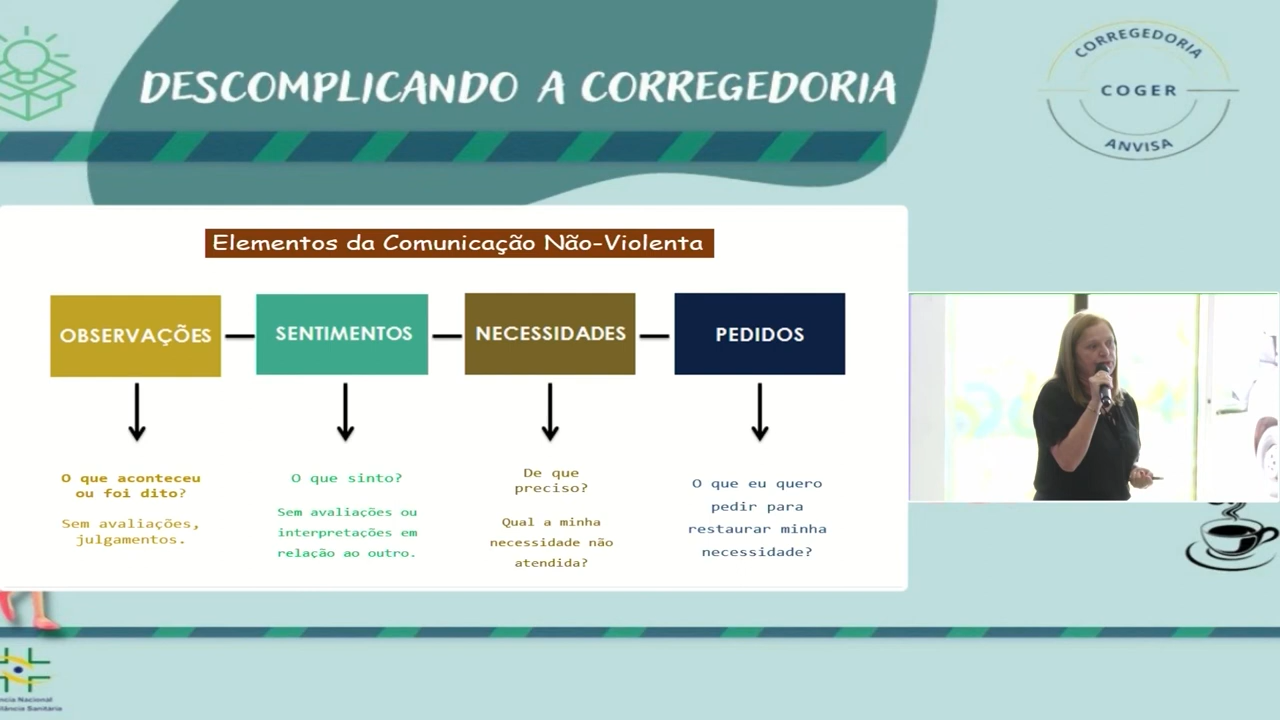 DESCOMPLICANDO A CORREGEDORIA
CORREGEDORIA
COGER
ANVISA
Elementos da Comunicação Não-Violenta
OBSERVAÇÕES
SENTIMENTOS
NECESSIDADES
PEDIDOS
O que aconteceu
ou foi dito?
Sem avaliações,
julgamentos.
O que sinto?
Sem avaliações ou
interpretações em
relação ao outro.
De que
preciso?
Qual a minha
necessidade não
atendida?
O que eu quero
pedir para
restaurar minha
necessidade?
Nacional
Sanitária